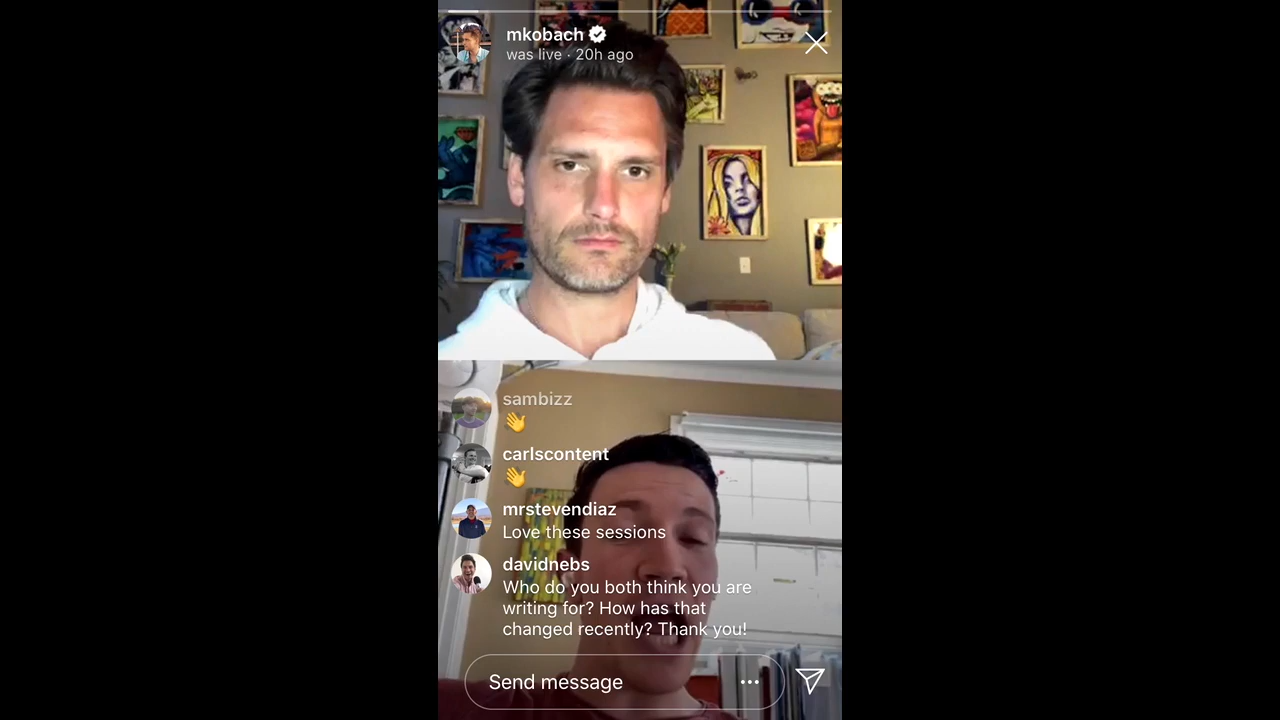 mkobach
was live · 20h ago
sambizz
👋
carlscontent
👋
mrstevendiaz
Love these sessions
davidnebs
Who do you both think you are
writing for? How has that
changed recently? Thank you!
Send message